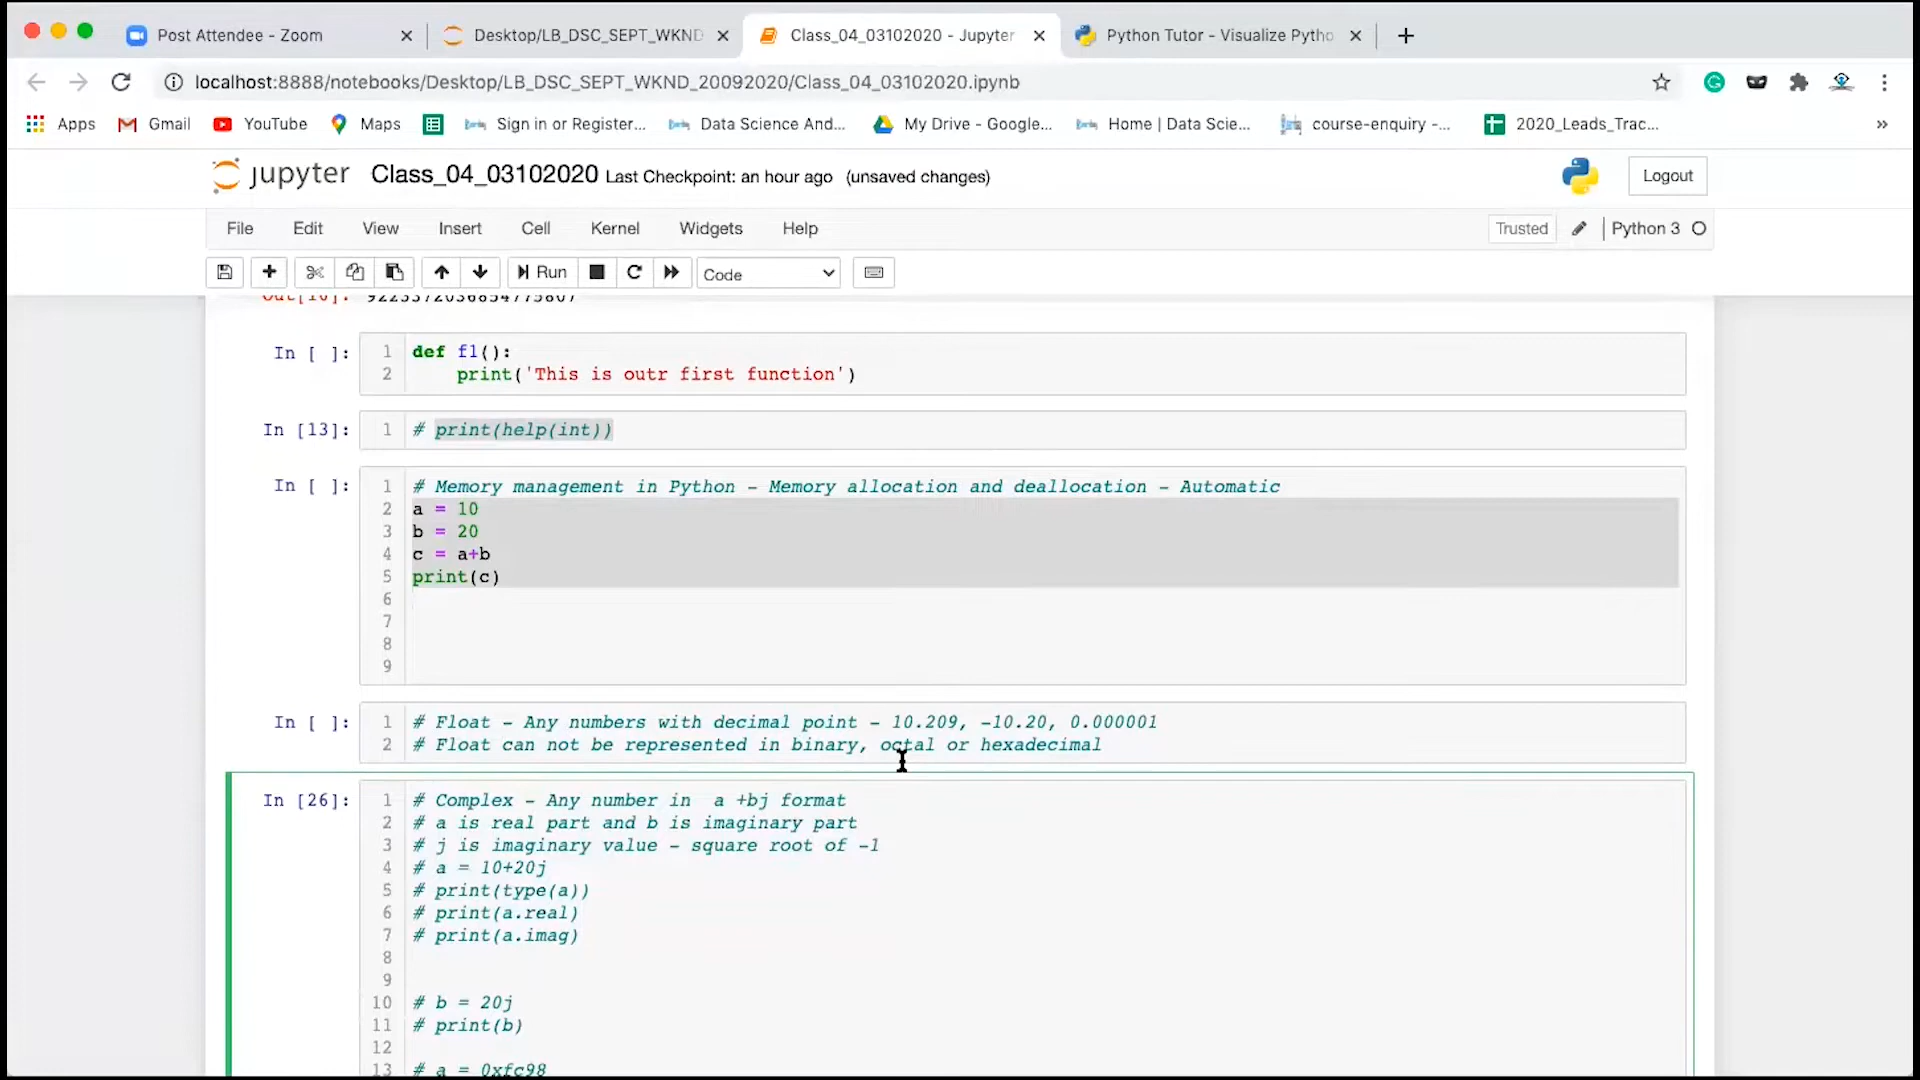 Post Attendee - Zoom
Desktop/LB_DSC_SEPT_WKND
Class_04_03102020 - Jupyter
Python Tutor - Visualize Pytho
localhost:8888/notebooks/Desktop/LB_DSC_SEPT_WKND_20092020/Class_04_03102020.ipynb
Apps Gmail YouTube Maps Sign in or Register... Data Science And... My Drive - Google... Home | Data Scie... course-enquiry -... 2020_Leads_Trac... »
jupyter Class_04_03102020 Last Checkpoint: an hour ago (unsaved changes) Logout
File Edit View Insert Cell Kernel Widgets Help Trusted Python 3
Run Code
Out[10]: 9223372036854775807
In [ ]: 1 def f1():
2 print('This is outr first function')
In [13]: 1 # print(help(int))
In [ ]: 1 # Memory management in Python - Memory allocation and deallocation - Automatic
2 a = 10
3 b = 20
4 c = a+b
5 print(c)
6
7
8
9
In [ ]: 1 # Float - Any numbers with decimal point - 10.209, -10.20, 0.000001
2 # Float can not be represented in binary, octal or hexadecimal
In [26]: 1 # Complex - Any number in a +bj format
2 # a is real part and b is imaginary part
3 # j is imaginary value - square root of -1
4 # a = 10+20j
5 # print(type(a))
6 # print(a.real)
7 # print(a.imag)
8
9
10 # b = 20j
11 # print(b)
12
13 # a = 0xfc98